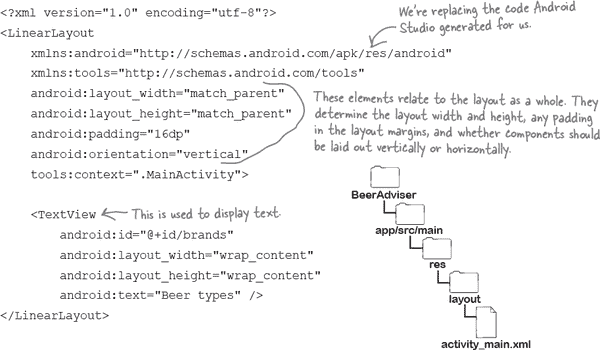 <?xml version="1.0" encoding="utf-8"?>
<LinearLayout
xmlns:android="http://schemas.android.com/apk/res/android"
xmlns:tools="http://schemas.android.com/tools"
android:layout_width="match_parent"
android:layout_height="match_parent"
android:padding="16dp"
android:orientation="vertical"
tools:context=".MainActivity">
<TextView
android:id="@+id/brands"
android:layout_width="wrap_content"
android:layout_height="wrap_content"
android:text="Beer types" />
</LinearLayout>
We're replacing the code Android
Studio generated for us.
These elements relate to the layout as a whole. They
determine the layout width and height, any padding
in the layout margins, and whether components should
be laid out vertically or horizontally.
This is used to display text.
BeerAdviser
app/src/main
res
layout
activity_main.xml